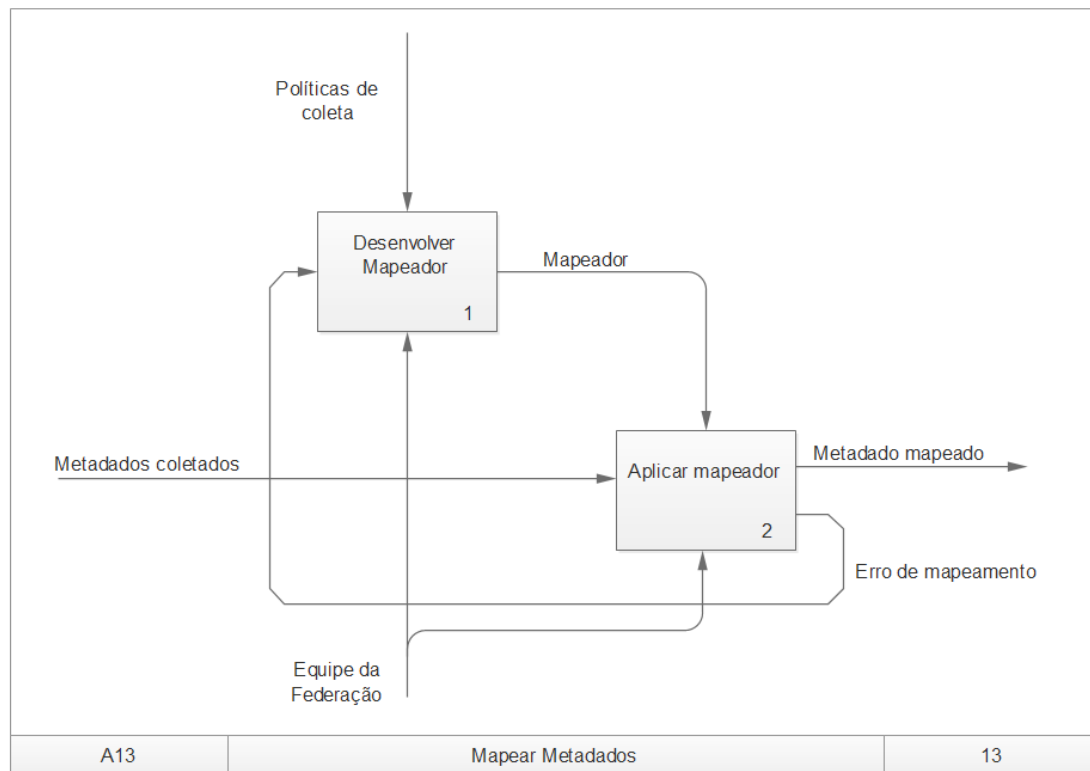 Políticas de
coleta
Desenvolver
Mapeador
1
Mapeador
Metadados coletados
Aplicar mapeador
2
Metadado mapeado
Erro de mapeamento
Equipe da
Federação
A13
Mapear Metadados
13